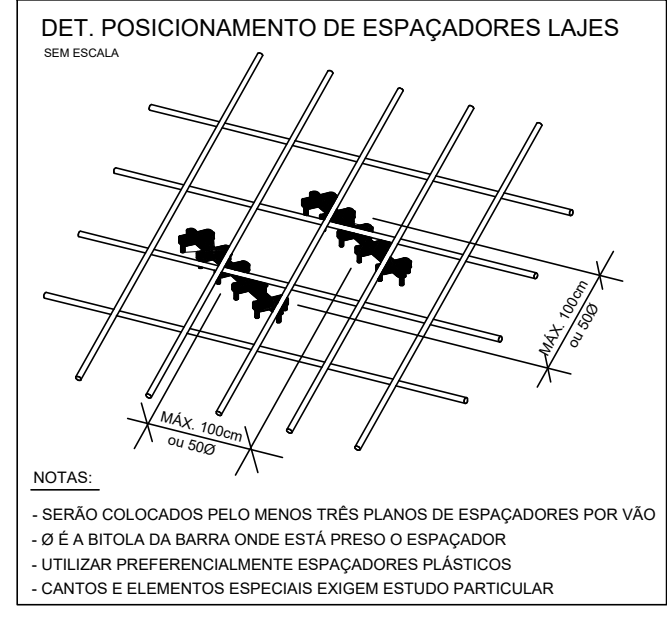 DET. POSICIONAMENTO DE ESPAÇADORES LAJES
SEM ESCALA
MÁX. 100cm
ou 50Ø
MÁX. 100cm
ou 50Ø
NOTAS:
- SERÃO COLOCADOS PELO MENOS TRÊS PLANOS DE ESPAÇADORES POR VÃO
- Ø É A BITOLA DA BARRA ONDE ESTÁ PRESO O ESPAÇADOR
- UTILIZAR PREFERENCIALMENTE ESPAÇADORES PLÁSTICOS
- CANTOS E ELEMENTOS ESPECIAIS EXIGEM ESTUDO PARTICULAR